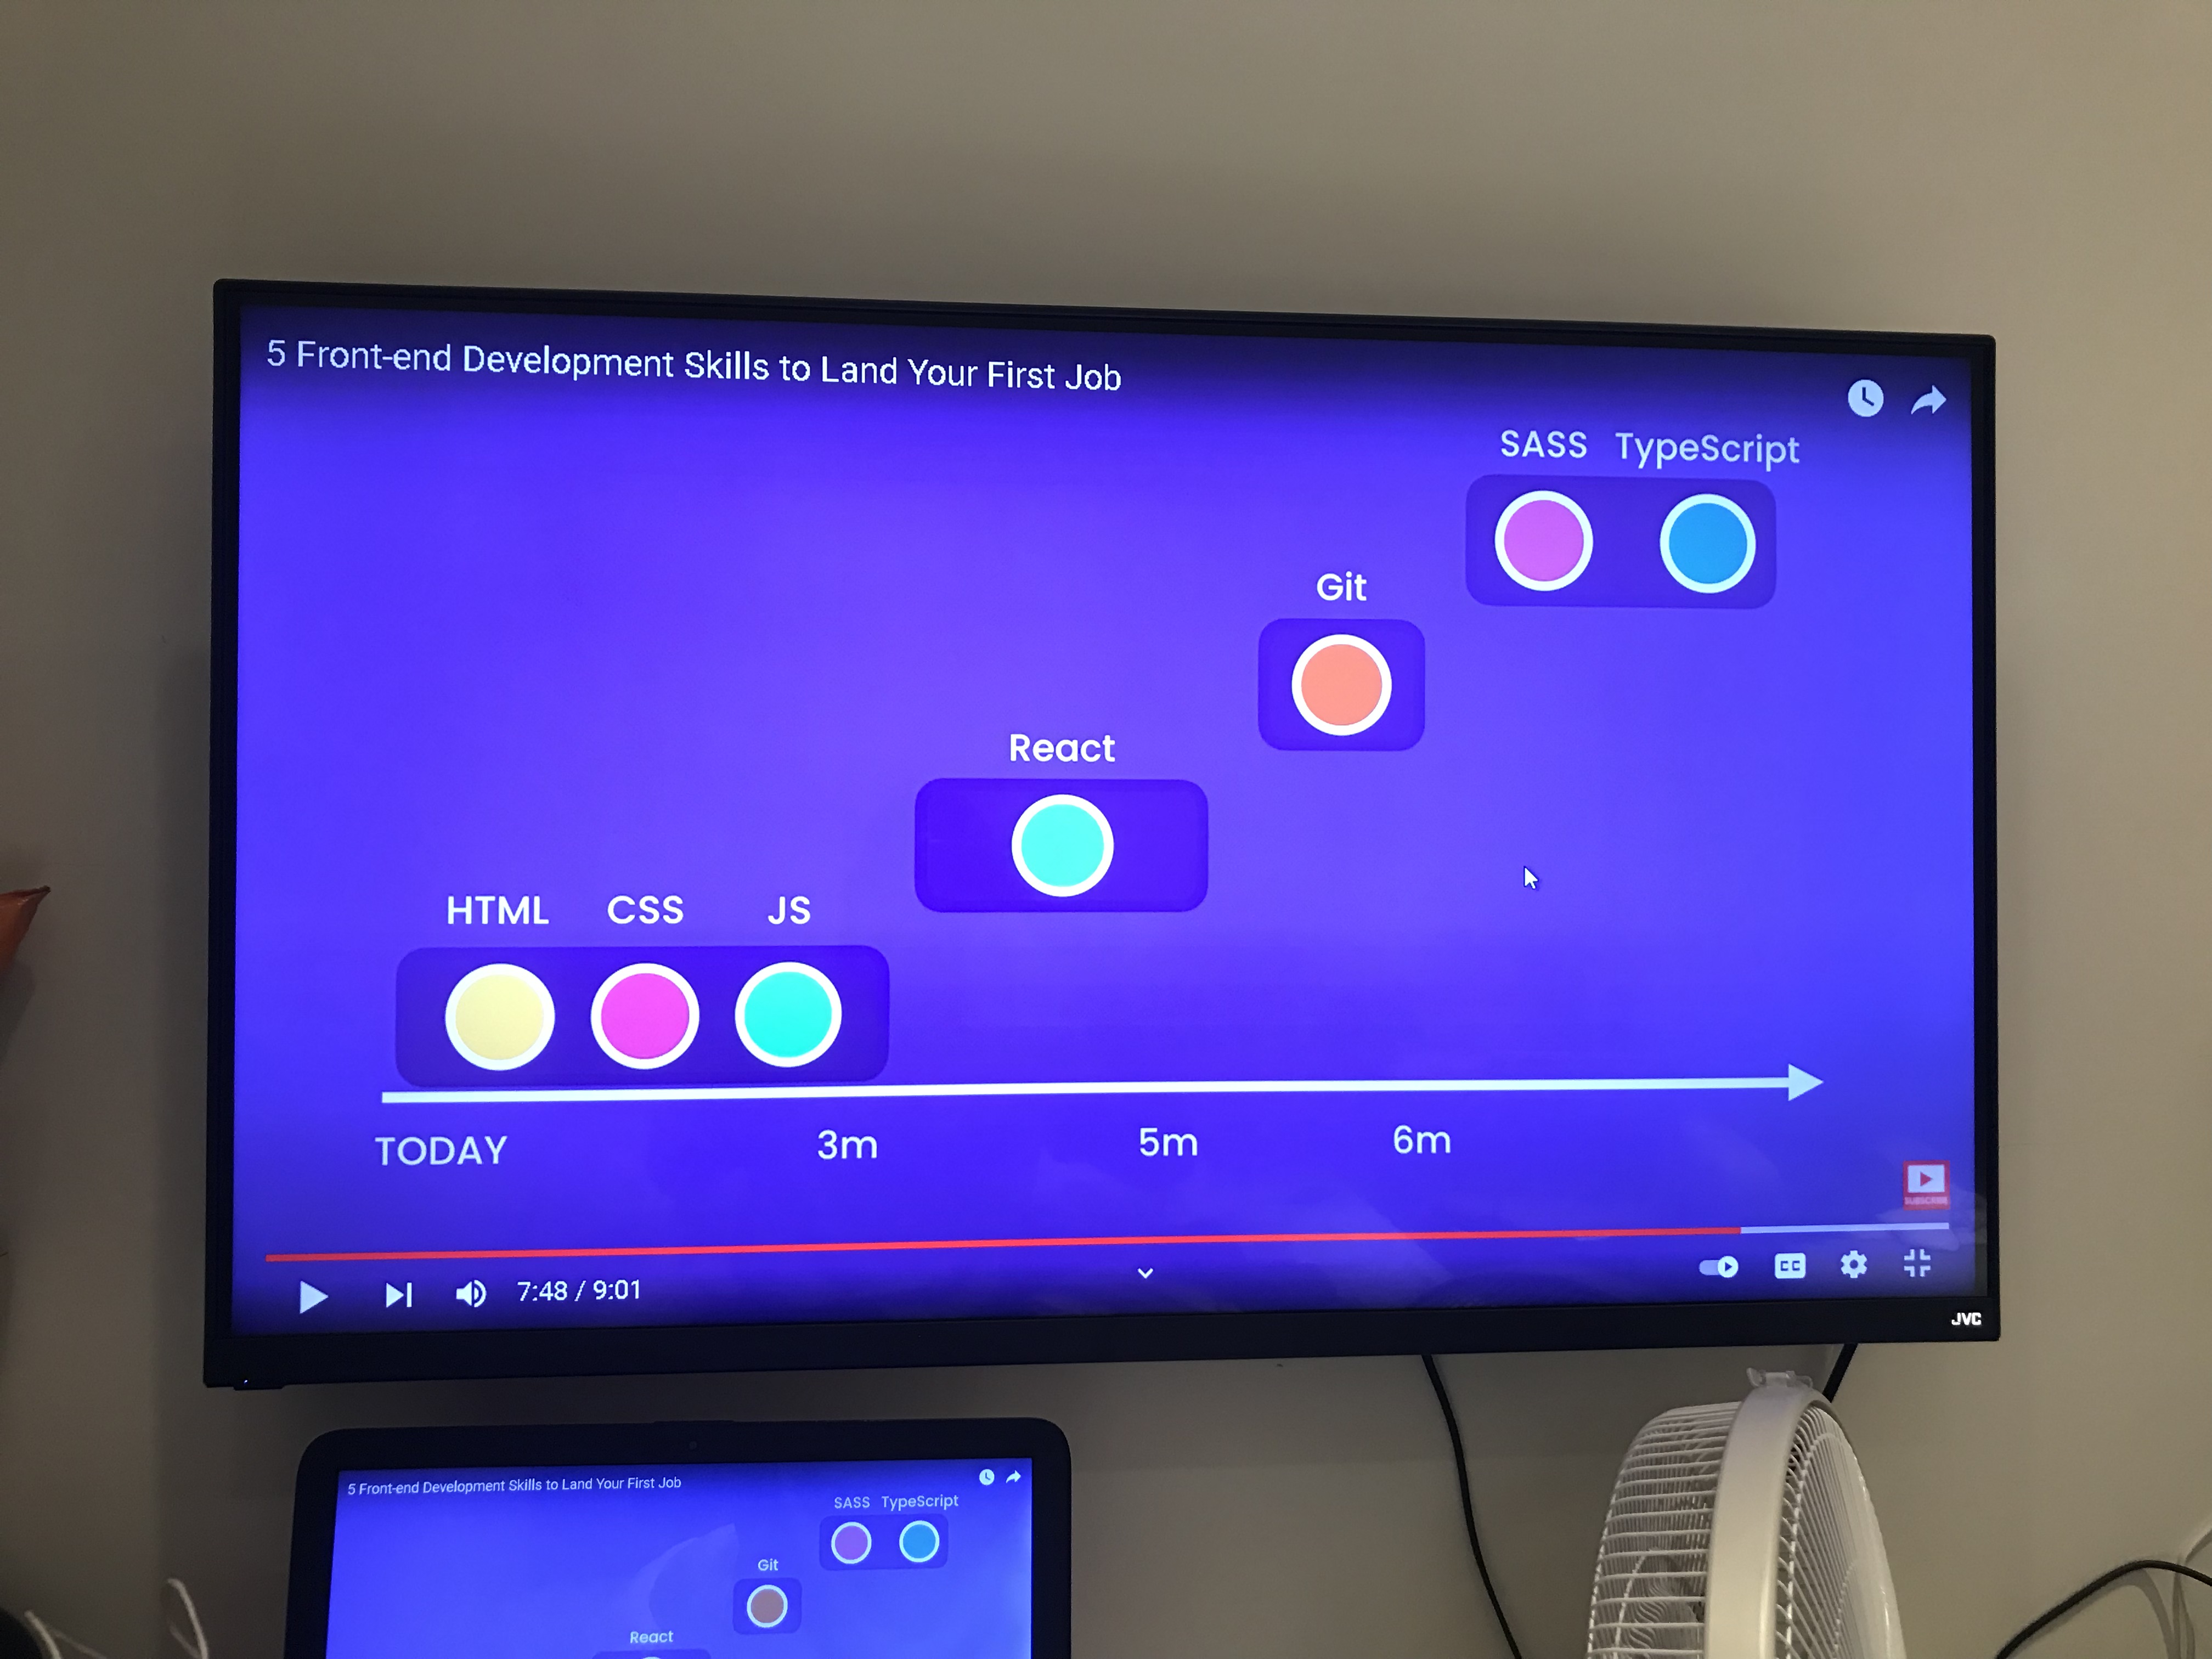 5 Front-end Development Skills to Land Your First Job
SASS TypeScript
Git
React
HTML CSS JS
TODAY 3m 5m 6m
SUBSCRIBE
7:48 / 9:01
CC
JVC
5 Front-end Development Skills to Land Your First Job
SASS TypeScript
Git
React